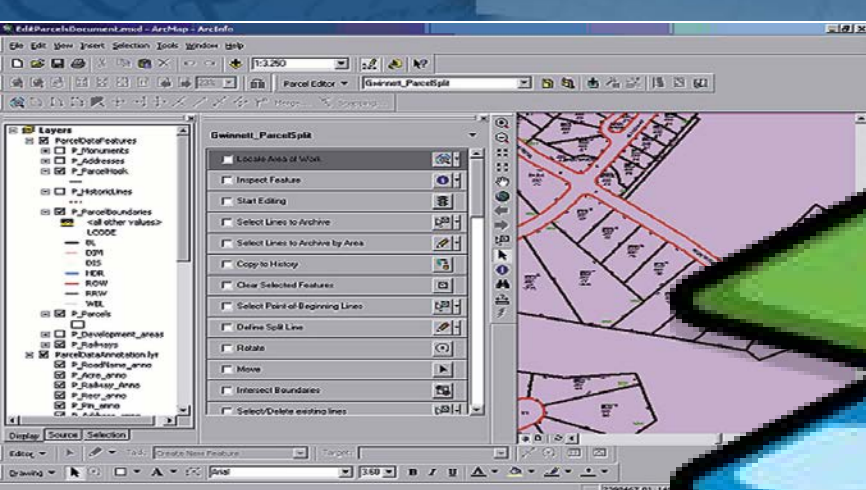 EditParcelsDocument.mxd - ArcMap - ArcInfo
File Edit View Insert Selection Tools Window Help
1:3,250
Parcel Editor Gwinnett_ParcelSplit
Merge...
Layers
ParcelDataFeatures
P_Monuments
P_Addresses
P_ParcelHook
P_HistoricLines
P_ParcelBoundaries
<all other values>
LCODE
BL
DIM
DIS
HDR
ROW
RRW
WBL
P_Parcels
P_Development_areas
P_Railways
ParcelDataAnnotation.lyr
P_RoadName_anno
P_Acre_anno
P_Railway_Anno
P_Recr_anno
P_Pin_anno
Display Source Selection
Gwinnett_ParcelSplit
Locate Area of Work
Inspect Feature
Start Editing
Select Lines to Archive
Select Lines to Archive by Area
Copy to History
Clear Selected Features
Select Point-of-Beginning Lines
Define Split Line
Rotate
Move
Intersect Boundaries
Select/Delete existing lines
Editor Task: Create New Feature Target:
Drawing A Arial 3.60 B I U A